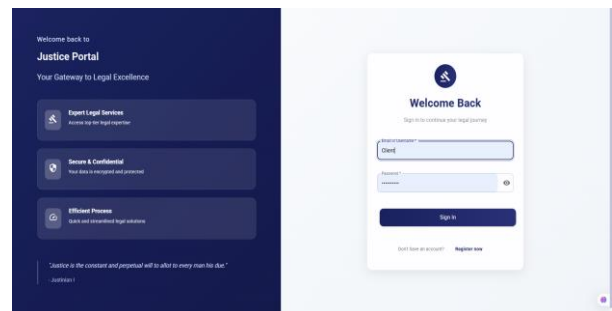 Welcome back to
Justice Portal
Your Gateway to Legal Excellence
Expert Legal Services
Access top-tier legal expertise
Secure & Confidential
Your data is encrypted and protected
Efficient Process
Quick and streamlined legal solutions
"Justice is the constant and perpetual will to allot to every man his due."
- Justinian I
Welcome Back
Sign in to continue your legal journey
Email or Username *
Client
Password *
Sign In
Don't have an account? Register now